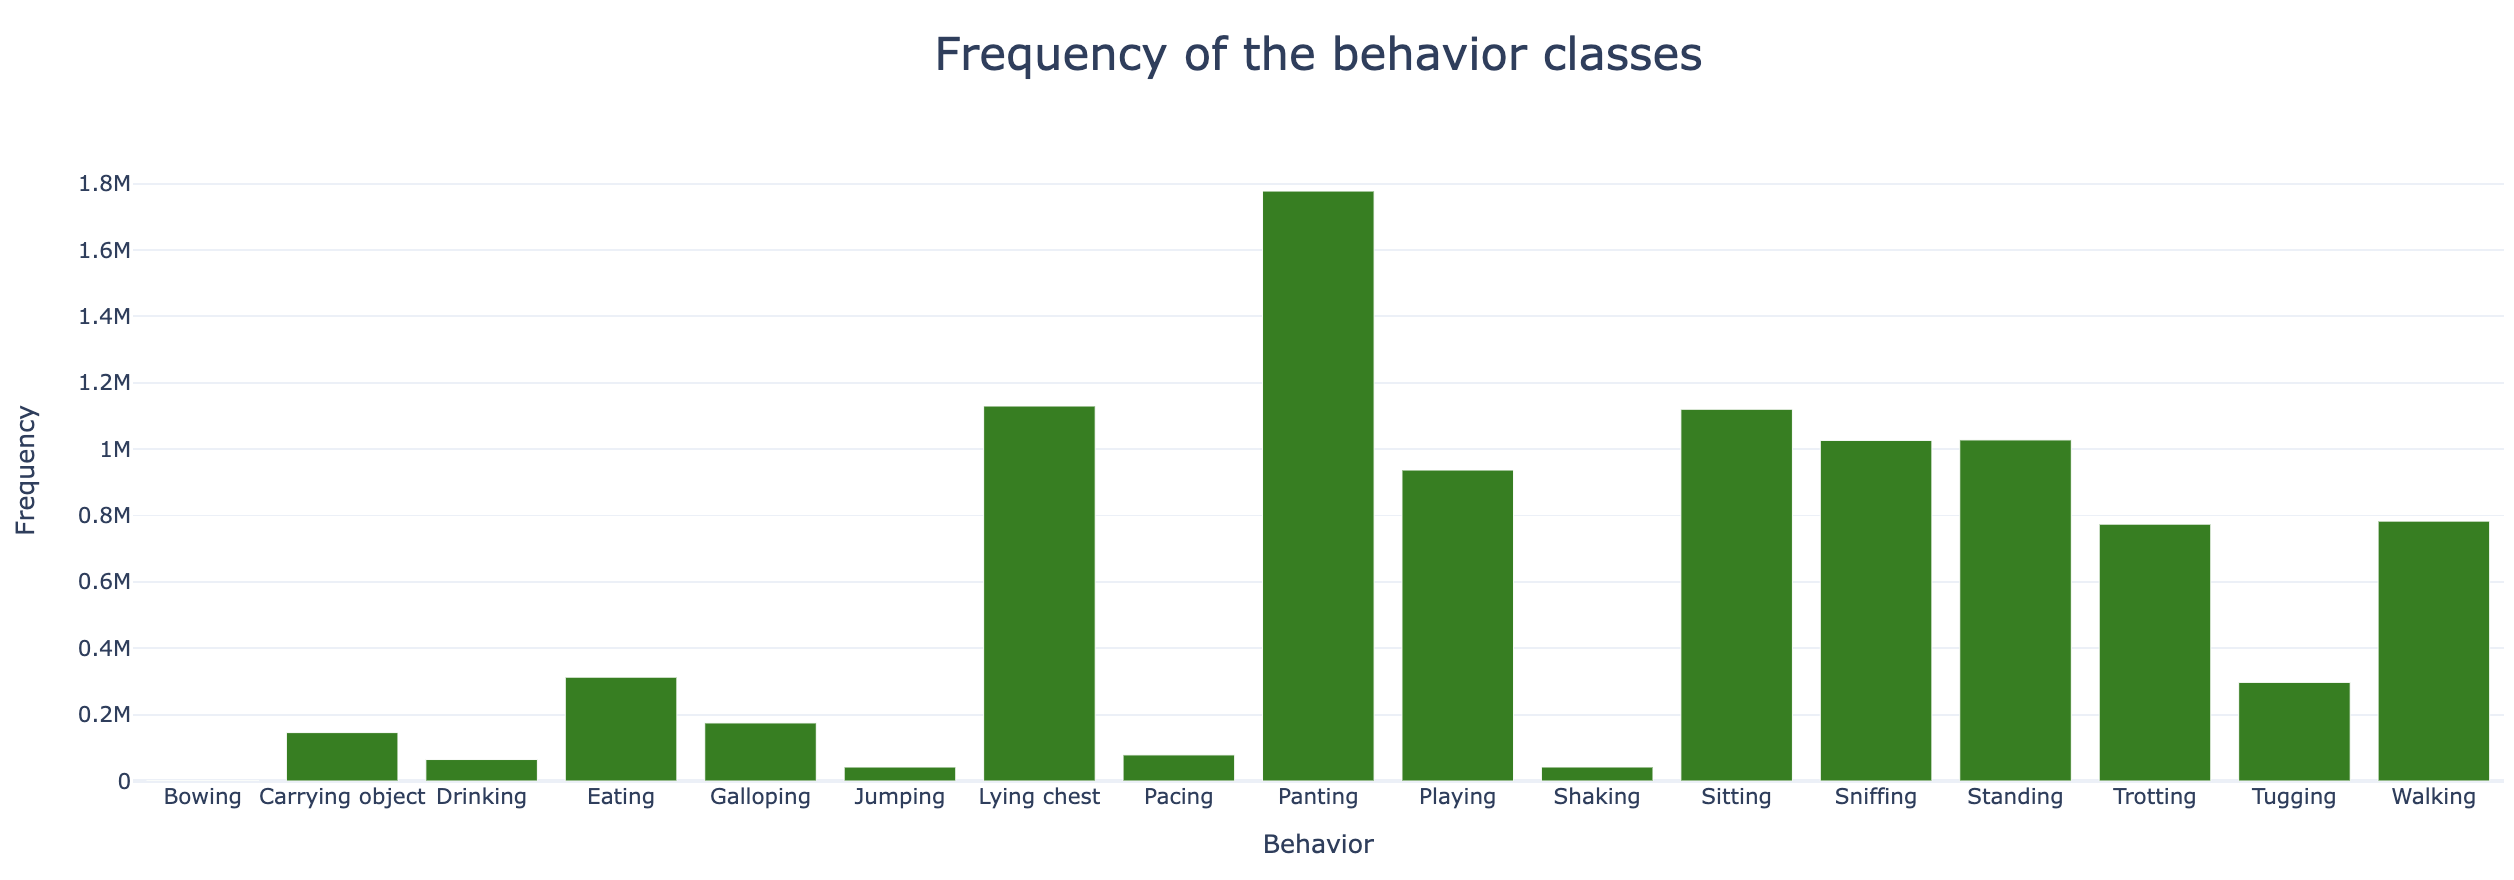 Frequency of the behavior classes
1.8M
1.6M
1.4M
1.2M
1M
0.8M
0.6M
0.4M
0.2M
0
Frequency
Bowing Carrying object Drinking Eating Galloping Jumping Lying chest Pacing Panting Playing Shaking Sitting Sniffing Standing Trotting Tugging Walking
Behavior